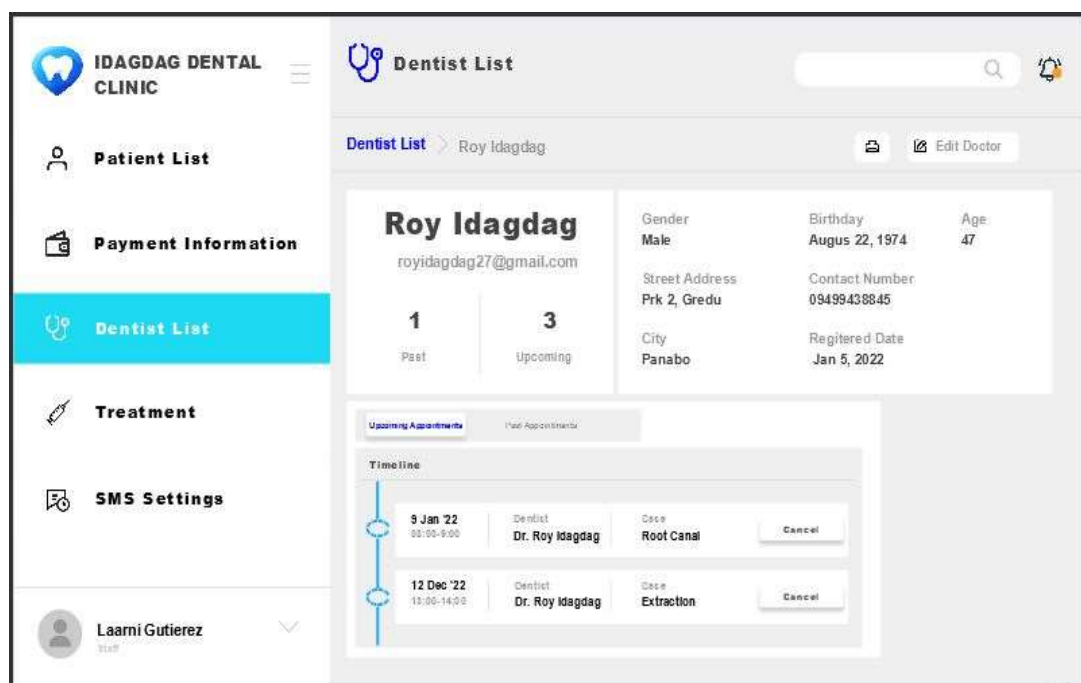 IDAGDAG DENTAL
CLINIC
Patient List
Payment Information
Dentist List
Treatment
SMS Settings
Laarni Gutierez
Staff
Dentist List
Dentist List > Roy Idagdag
Edit Doctor
Roy Idagdag
royidagdag27@gmail.com
1
Past
3
Upcoming
Gender
Male
Birthday
Augus 22, 1974
Age
47
Street Address
Prk 2, Gredu
Contact Number
09499438845
City
Panabo
Regitered Date
Jan 5, 2022
Upcoming Appointments
Past Appointments
Timeline
9 Jan '22
08:00-9:00
Dentist
Dr. Roy Idagdag
Case
Root Canal
Cancel
12 Dec '22
13:00-14:00
Dentist
Dr. Roy Idagdag
Case
Extraction
Cancel